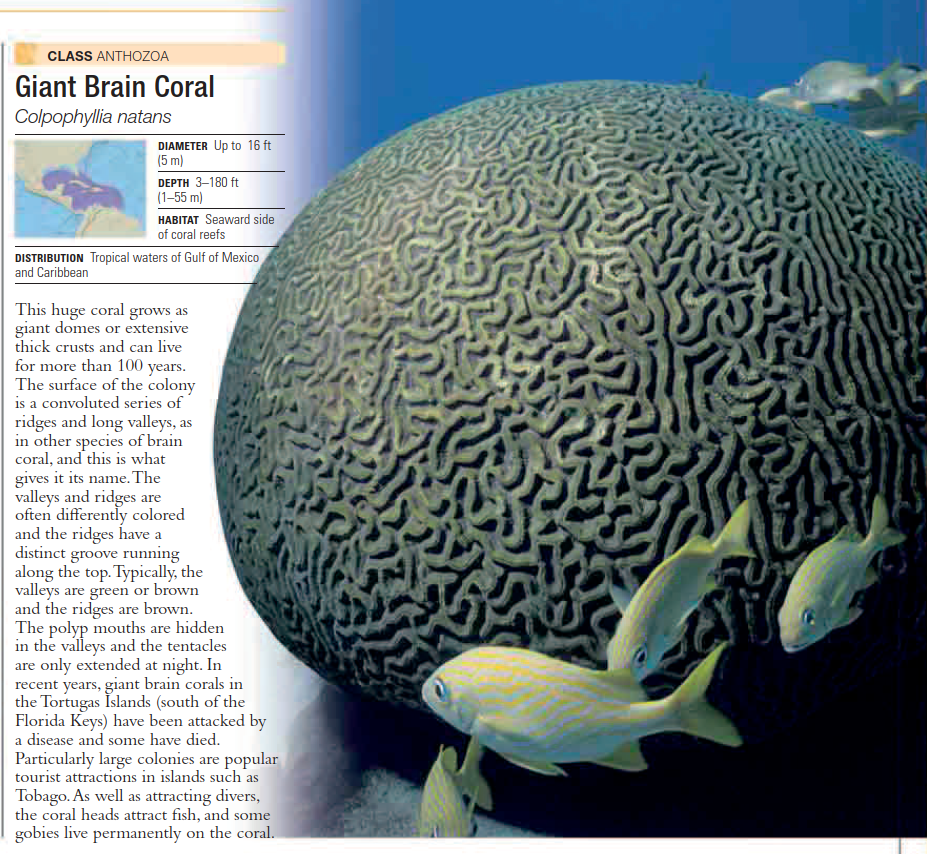 CLASS ANTHOZOA
Giant Brain Coral
Colpophyllia natans
DIAMETER Up to 16 ft
(5 m)
DEPTH 3–180 ft
(1–55 m)
HABITAT Seaward side
of coral reefs
DISTRIBUTION Tropical waters of Gulf of Mexico
and Caribbean
This huge coral grows as
giant domes or extensive
thick crusts and can live
for more than 100 years.
The surface of the colony
is a convoluted series of
ridges and long valleys, as
in other species of brain
coral, and this is what
gives it its name. The
valleys and ridges are
often differently colored
and the ridges have a
distinct groove running
along the top. Typically, the
valleys are green or brown
and the ridges are brown.
The polyp mouths are hidden
in the valleys and the tentacles
are only extended at night. In
recent years, giant brain corals in
the Tortugas Islands (south of the
Florida Keys) have been attacked by
a disease and some have died.
Particularly large colonies are popular
tourist attractions in islands such as
Tobago. As well as attracting divers,
the coral heads attract fish, and some
gobies live permanently on the coral.